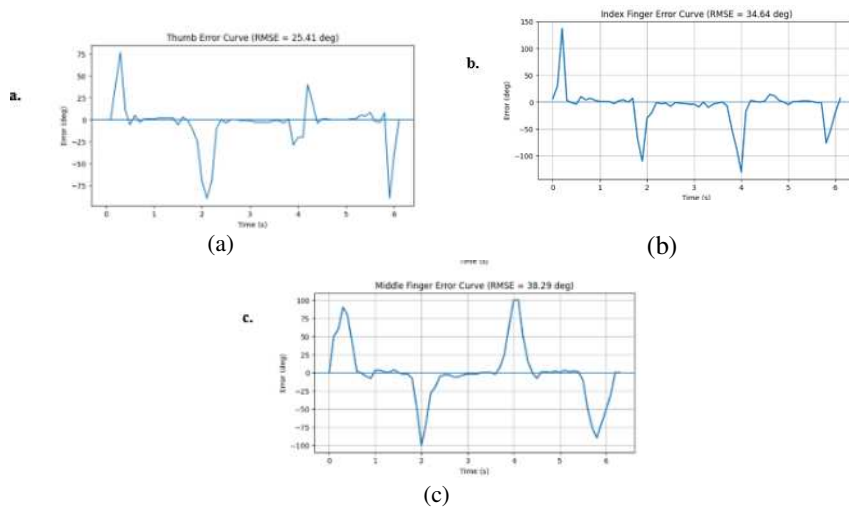 a.
Thumb Error Curve (RMSE = 25.41 deg)
Error (deg)
75
50
25
0
−25
−50
−75
0 1 2 3 4 5 6
Time (s)
(a)
b.
Index Finger Error Curve (RMSE = 34.64 deg)
Error (deg)
150
100
50
0
−50
−100
0 1 2 3 4 5 6
Time (s)
(b)
Time (s)
c.
Middle Finger Error Curve (RMSE = 38.29 deg)
Error (deg)
100
75
50
25
0
−25
−50
−75
−100
0 1 2 3 4 5 6
Time (s)
(c)